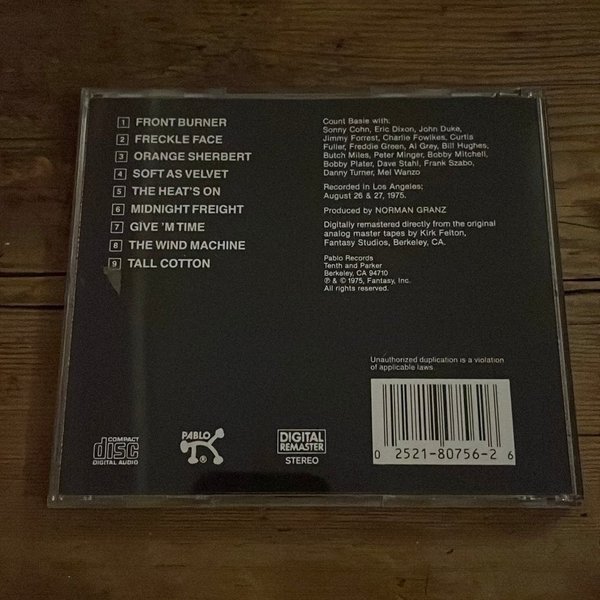 1 FRONT BURNER
2 FRECKLE FACE
3 ORANGE SHERBERT
4 SOFT AS VELVET
5 THE HEAT'S ON
6 MIDNIGHT FREIGHT
7 GIVE 'M TIME
8 THE WIND MACHINE
9 TALL COTTON
Count Basie with:
Sonny Cohn, Eric Dixon, John Duke,
Jimmy Forrest, Charlie Fowlkes, Curtis
Fuller, Freddie Green, Al Grey, Bill Hughes,
Butch Miles, Peter Minger, Bobby Mitchell,
Bobby Plater, Dave Stahl, Frank Szabo,
Danny Turner, Mel Wanzo
Recorded in Los Angeles;
August 26 & 27, 1975.
Produced by NORMAN GRANZ
Digitally remastered directly from the original
analog master tapes by Kirk Felton,
Fantasy Studios, Berkeley, CA.
Pablo Records
Tenth and Parker
Berkeley, CA 94710
℗ & © 1975, Fantasy, Inc.
All rights reserved.
Unauthorized duplication is a violation
of applicable laws.
COMPACT
disc
DIGITAL AUDIO
PABLO
®
DIGITAL
REMASTER
STEREO
0 2521-80756-2 6